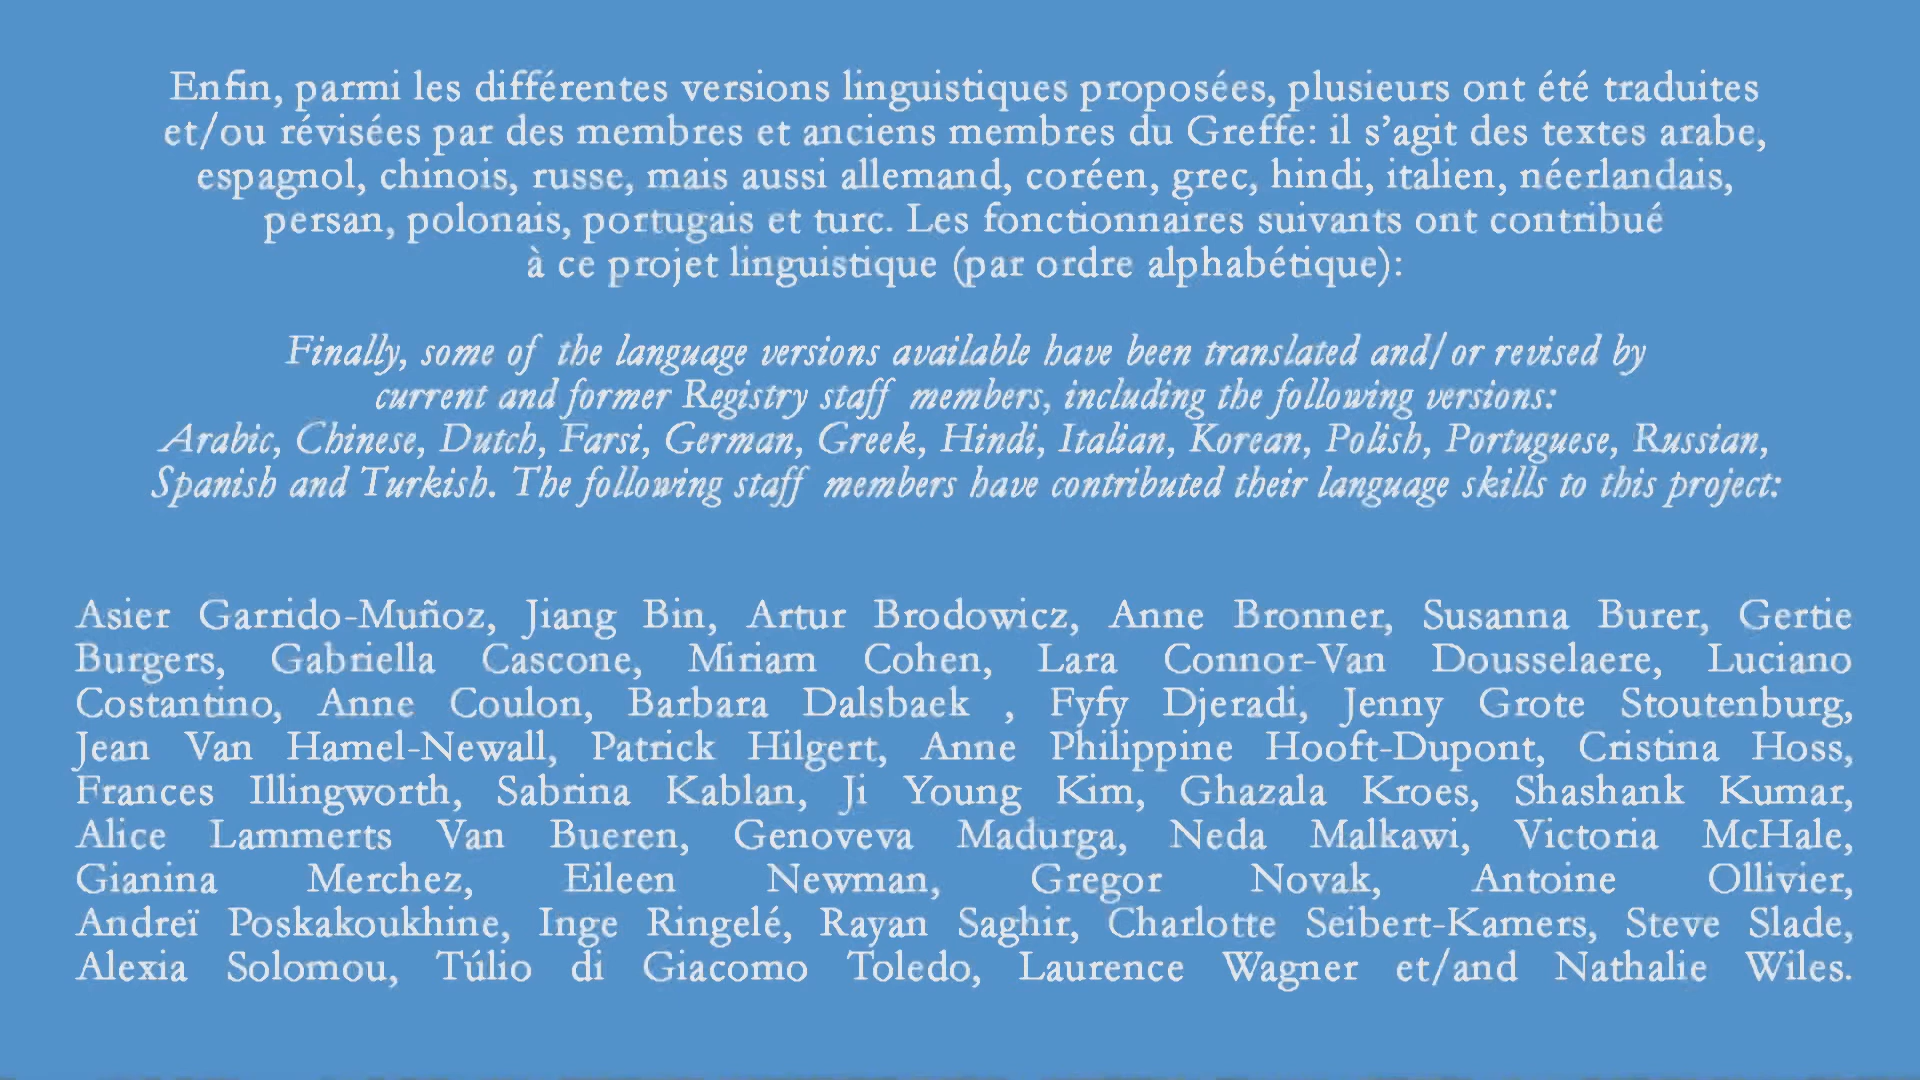 Enfin, parmi les différentes versions linguistiques proposées, plusieurs ont été traduites
et/ou révisées par des membres et anciens membres du Greffe: il s’agit des textes arabe,
espagnol, chinois, russe, mais aussi allemand, coréen, grec, hindi, italien, néerlandais,
persan, polonais, portugais et turc. Les fonctionnaires suivants ont contribué
à ce projet linguistique (par ordre alphabétique):
Finally, some of the language versions available have been translated and/or revised by
current and former Registry staff members, including the following versions:
Arabic, Chinese, Dutch, Farsi, German, Greek, Hindi, Italian, Korean, Polish, Portuguese, Russian,
Spanish and Turkish. The following staff members have contributed their language skills to this project:
Asier Garrido-Muñoz, Jiang Bin, Artur Brodowicz, Anne Bronner, Susanna Burer, Gertie
Burgers, Gabriella Cascone, Miriam Cohen, Lara Connor-Van Dousselaere, Luciano
Costantino, Anne Coulon, Barbara Dalsbaek , Fyfy Djeradi, Jenny Grote Stoutenburg,
Jean Van Hamel-Newall, Patrick Hilgert, Anne Philippine Hooft-Dupont, Cristina Hoss,
Frances Illingworth, Sabrina Kablan, Ji Young Kim, Ghazala Kroes, Shashank Kumar,
Alice Lammerts Van Bueren, Genoveva Madurga, Neda Malkawi, Victoria McHale,
Gianina Merchez, Eileen Newman, Gregor Novak, Antoine Ollivier,
Andreï Poskakoukhine, Inge Ringelé, Rayan Saghir, Charlotte Seibert-Kamers, Steve Slade,
Alexia Solomou, Túlio di Giacomo Toledo, Laurence Wagner et/and Nathalie Wiles.